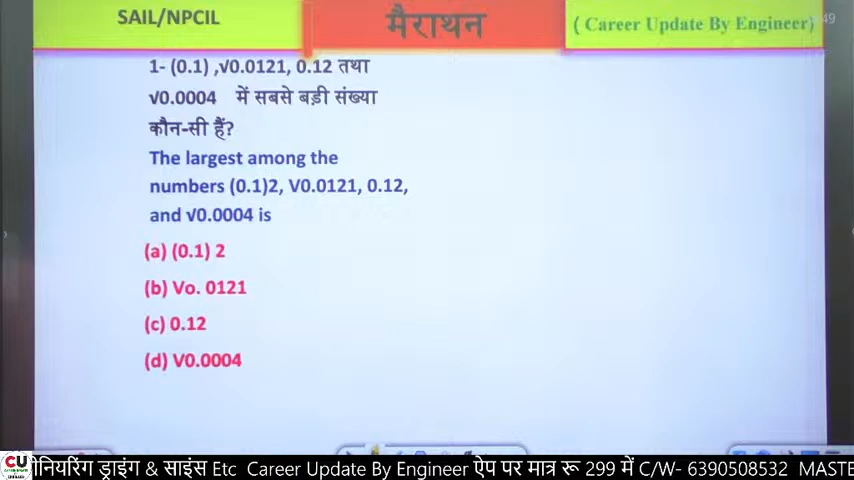 SAIL/NPCIL
मैराथन
( Career Update By Engineer)
49
1- (0.1) ,√0.0121, 0.12 तथा
√0.0004 में सबसे बड़ी संख्या
कौन-सी हैं?
The largest among the
numbers (0.1)2, V0.0121, 0.12,
and √0.0004 is
(a) (0.1) 2
(b) Vo. 0121
(c) 0.12
(d) V0.0004
CU
ीनियरिंग ड्राइंग & साइंस Etc Career Update By Engineer ऐप पर मात्र रू 299 में C/W- 6390508532 MASTE